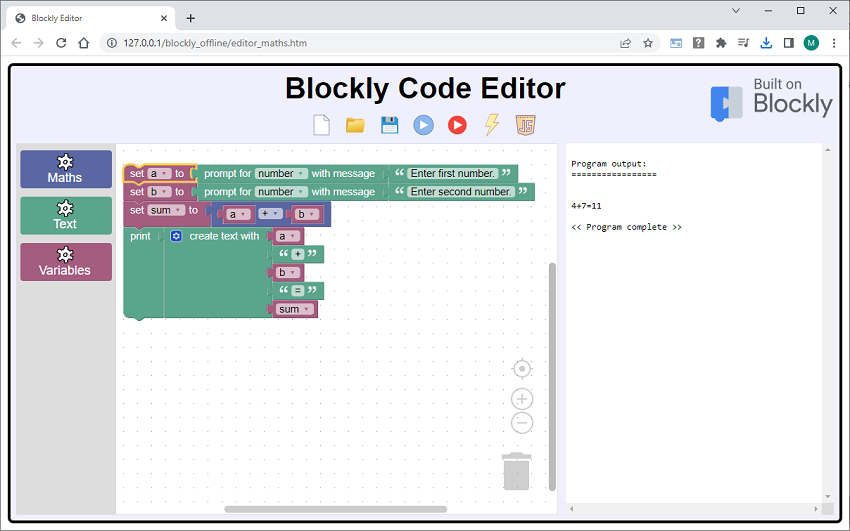 Blockly Editor
127.0.0.1/blockly_offline/editor_maths.htm
M
Blockly Code Editor
Built on
Blockly
JS
Maths
Text
Variables
set a to prompt for number with message “ Enter first number. ”
set b to prompt for number with message “ Enter second number. ”
set sum to a + b
print create text with a
“ + ”
b
“ = ”
sum
Program output:
=================
4+7=11
<< Program complete >>